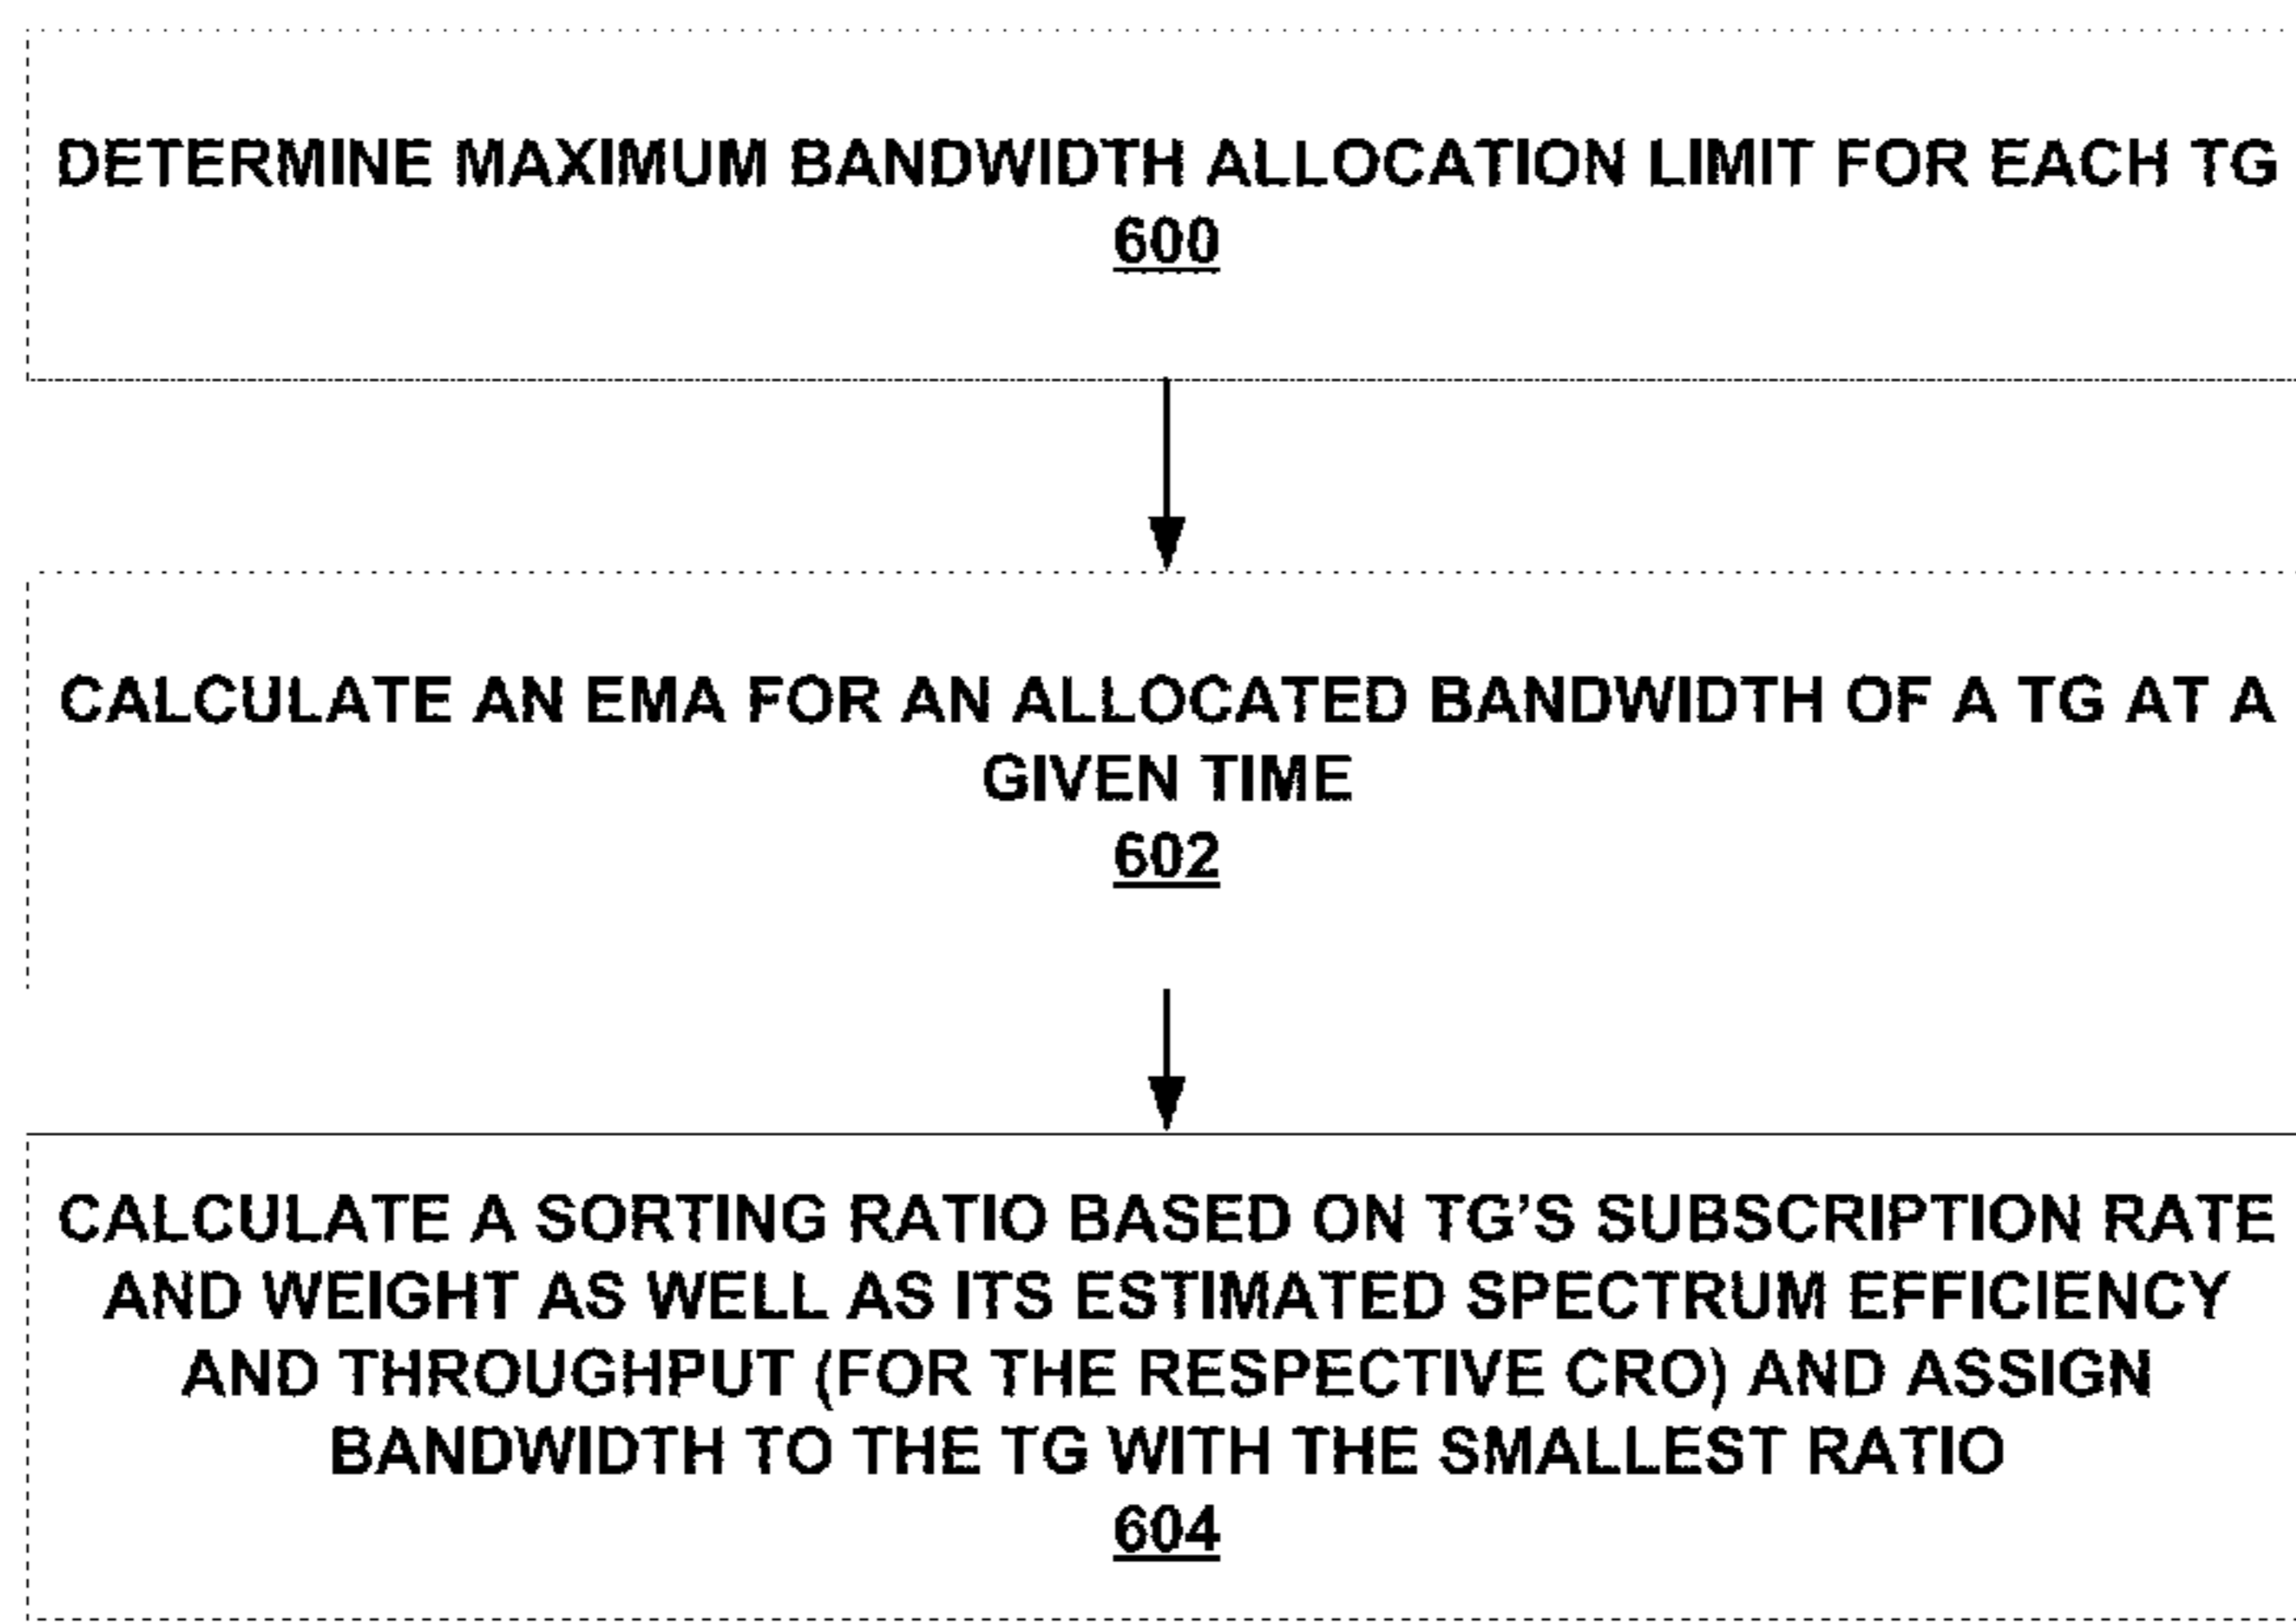 DETERMINE MAXIMUM BANDWIDTH ALLOCATION LIMIT FOR EACH TG
600
CALCULATE AN EMA FOR AN ALLOCATED BANDWIDTH OF A TG AT A
GIVEN TIME
602
CALCULATE A SORTING RATIO BASED ON TG'S SUBSCRIPTION RATE
AND WEIGHT AS WELL AS ITS ESTIMATED SPECTRUM EFFICIENCY
AND THROUGHPUT (FOR THE RESPECTIVE CRO) AND ASSIGN
BANDWIDTH TO THE TG WITH THE SMALLEST RATIO
604